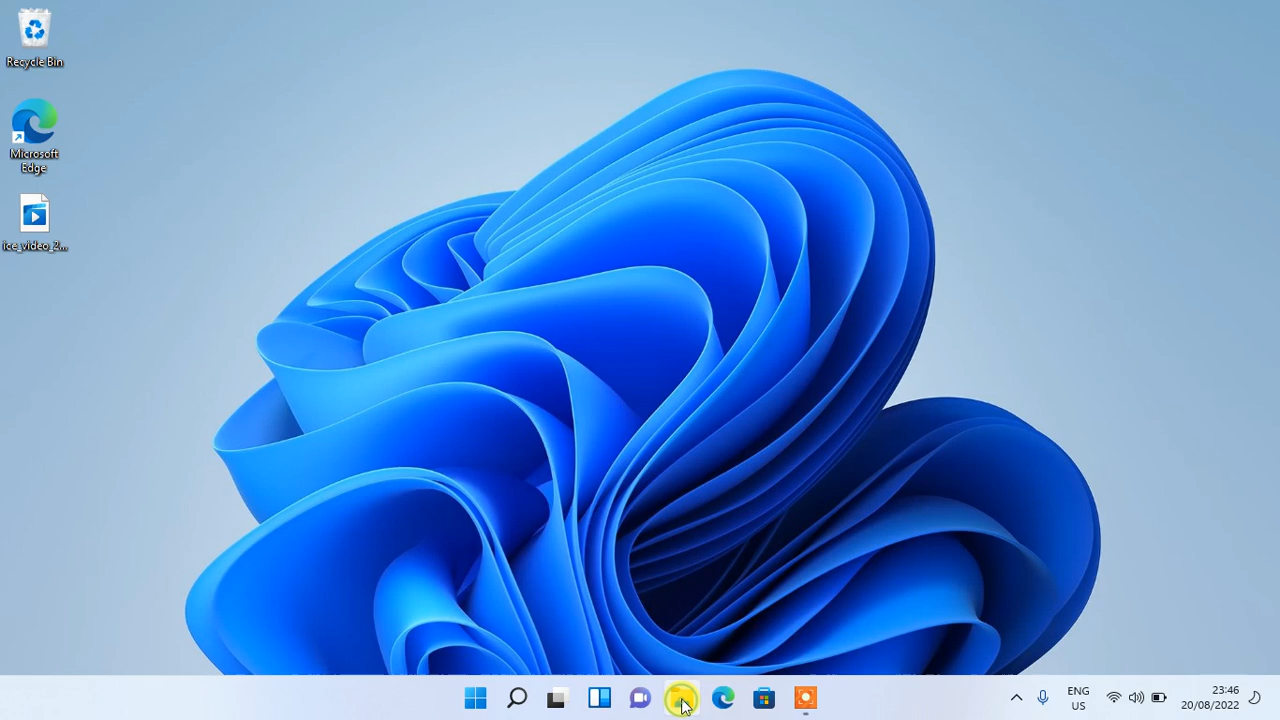 Recycle Bin
Microsoft
Edge
ice_video_2...
ENG
US
23:46
20/08/2022